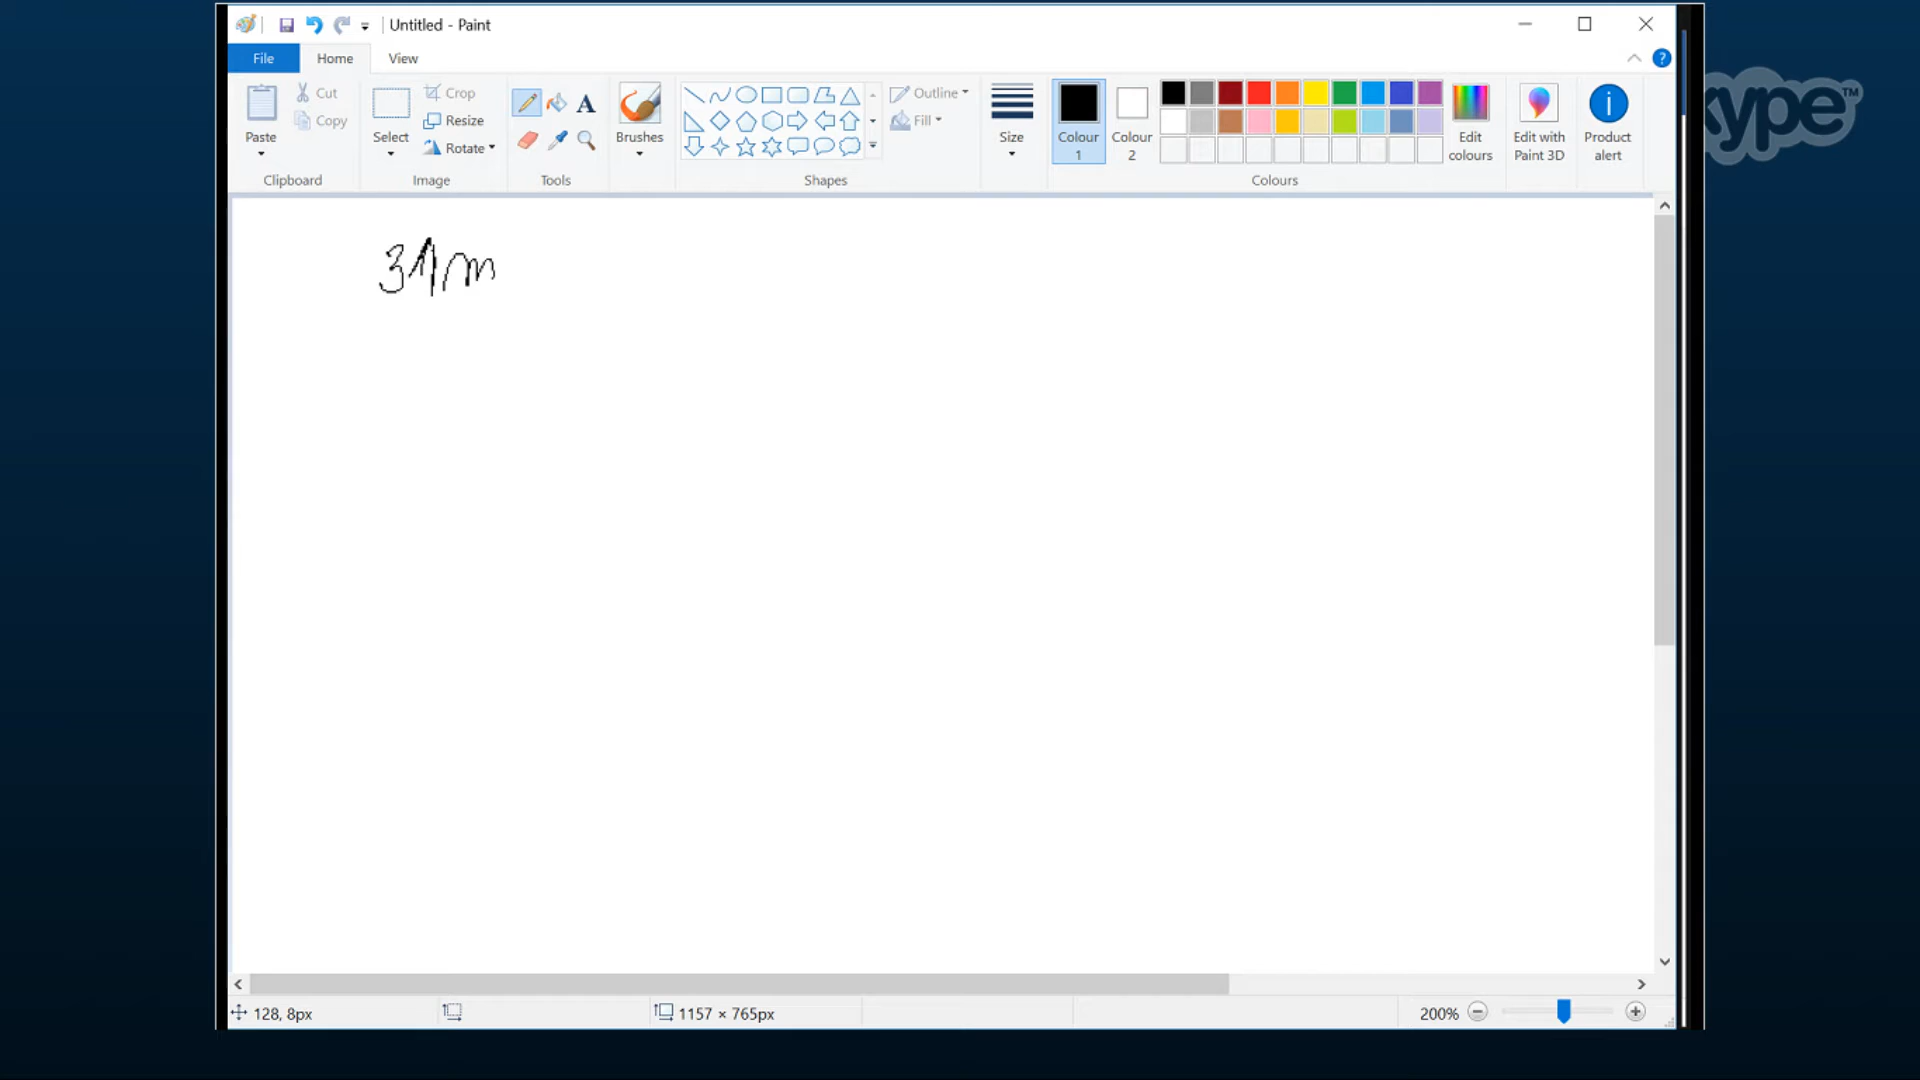 Untitled - Paint
File Home View
Paste
Cut
Copy
Clipboard
Select
Crop
Resize
Rotate
Image
A
Tools
Brushes
Shapes
Outline
Fill
Size
Colour 1
Colour 2
Colours
Edit colours
Edit with Paint 3D
Product alert
kype™
31m
128, 8px
1157 × 765px
200%